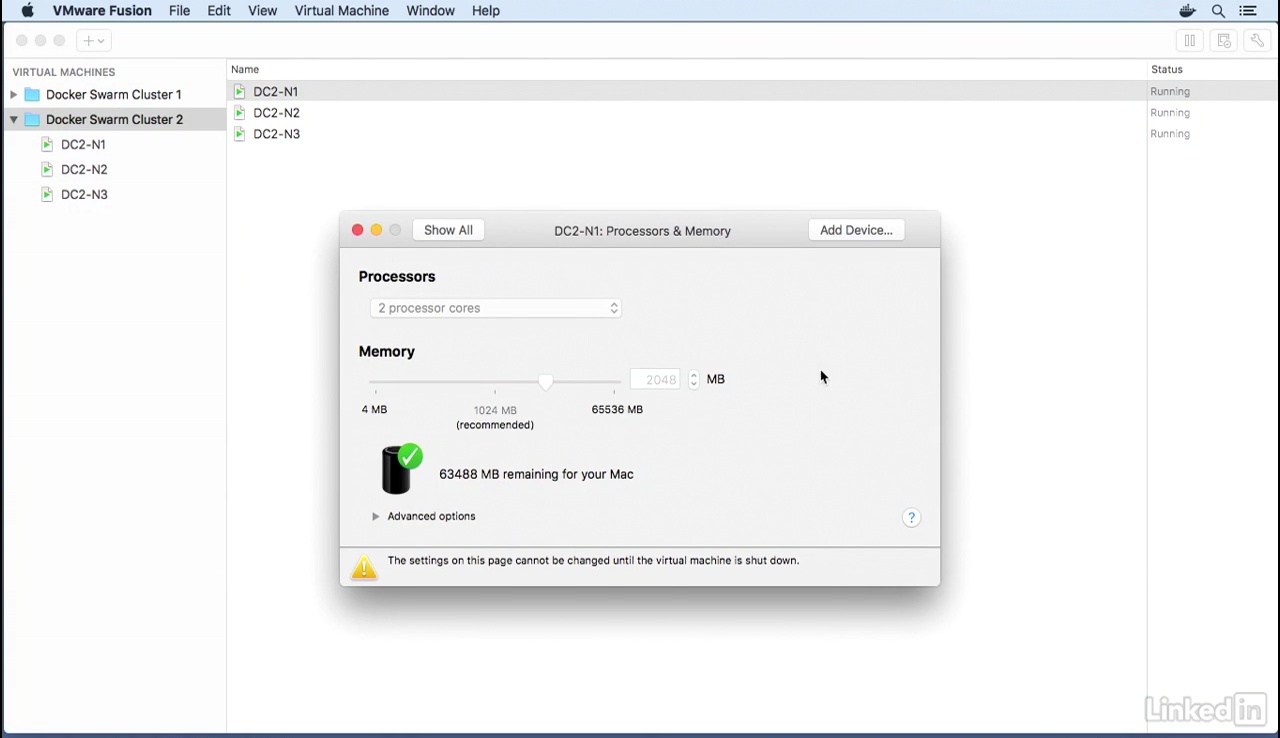 VMware Fusion File Edit View Virtual Machine Window Help
VIRTUAL MACHINES
Docker Swarm Cluster 1
Docker Swarm Cluster 2
DC2-N1
DC2-N2
DC2-N3
Name Status
DC2-N1 Running
DC2-N2 Running
DC2-N3 Running
Show All DC2-N1: Processors & Memory Add Device...
Processors
2 processor cores
Memory
2048 MB
4 MB 1024 MB 65536 MB
(recommended)
63488 MB remaining for your Mac
Advanced options ?
The settings on this page cannot be changed until the virtual machine is shut down.
Linked in